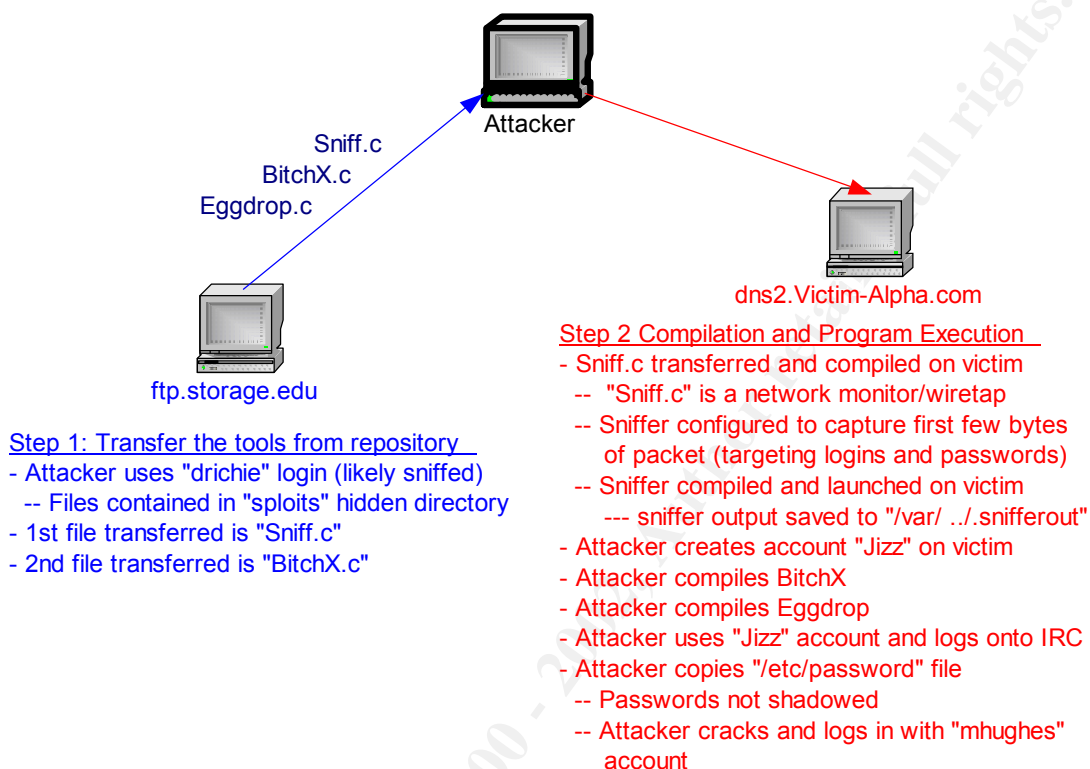 Attacker
Sniff.c
BitchX.c
Eggdrop.c
ftp.storage.edu
Step 1: Transfer the tools from repository
- Attacker uses "drichie" login (likely sniffed)
-- Files contained in "sploits" hidden directory
- 1st file transferred is "Sniff.c"
- 2nd file transferred is "BitchX.c"
dns2.Victim-Alpha.com
Step 2 Compilation and Program Execution
- Sniff.c transferred and compiled on victim
-- "Sniff.c" is a network monitor/wiretap
-- Sniffer configured to capture first few bytes
of packet (targeting logins and passwords)
-- Sniffer compiled and launched on victim
--- sniffer output saved to "/var/ ../.snifferout"
- Attacker creates account "Jizz" on victim
- Attacker compiles BitchX
- Attacker compiles Eggdrop
- Attacker uses "Jizz" account and logs onto IRC
- Attacker copies "/etc/password" file
-- Passwords not shadowed
-- Attacker cracks and logs in with "mhughes"
account